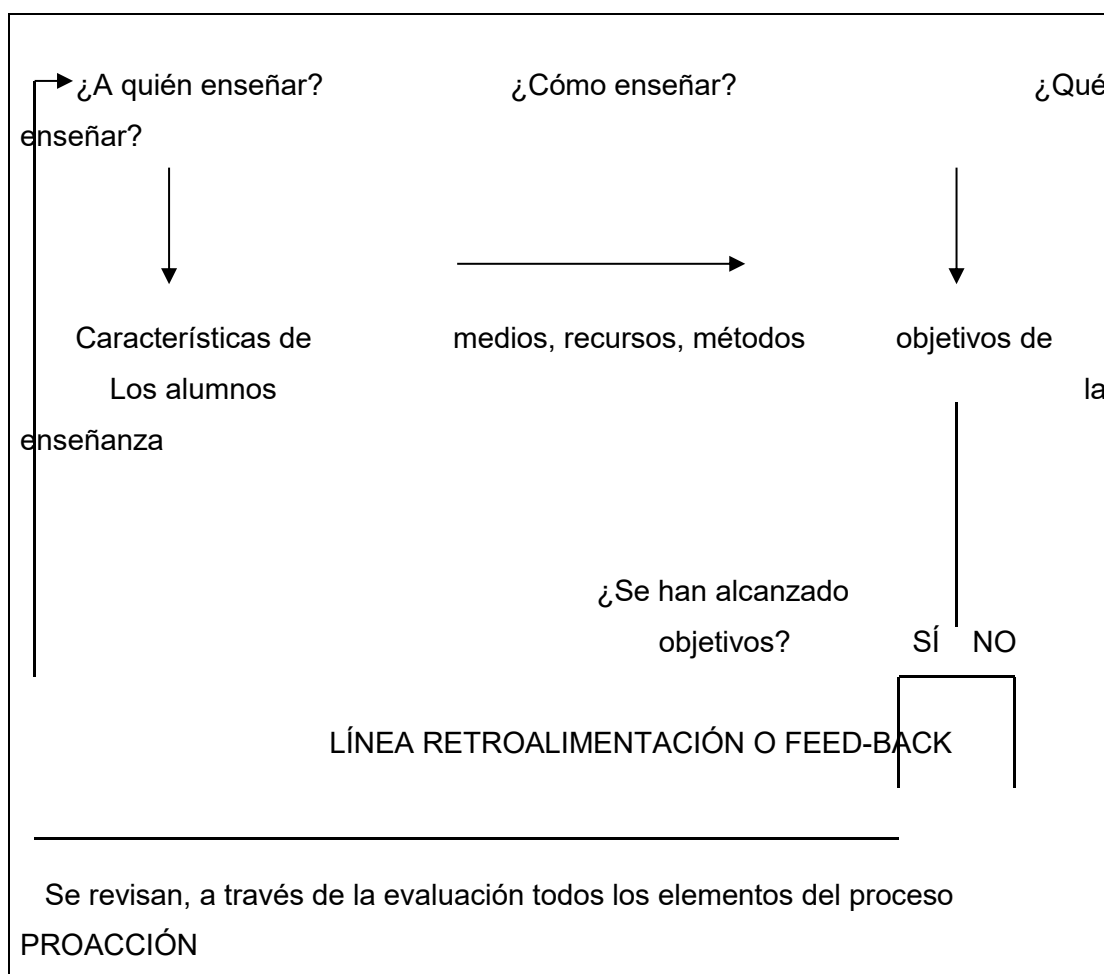 ¿A quién enseñar? ¿Cómo enseñar? ¿Qué
enseñar?
Características de medios, recursos, métodos objetivos de
Los alumnos la
enseñanza
¿Se han alcanzado
objetivos? SÍ NO
LÍNEA RETROALIMENTACIÓN O FEED-BACK
Se revisan, a través de la evaluación todos los elementos del proceso
PROACCIÓN